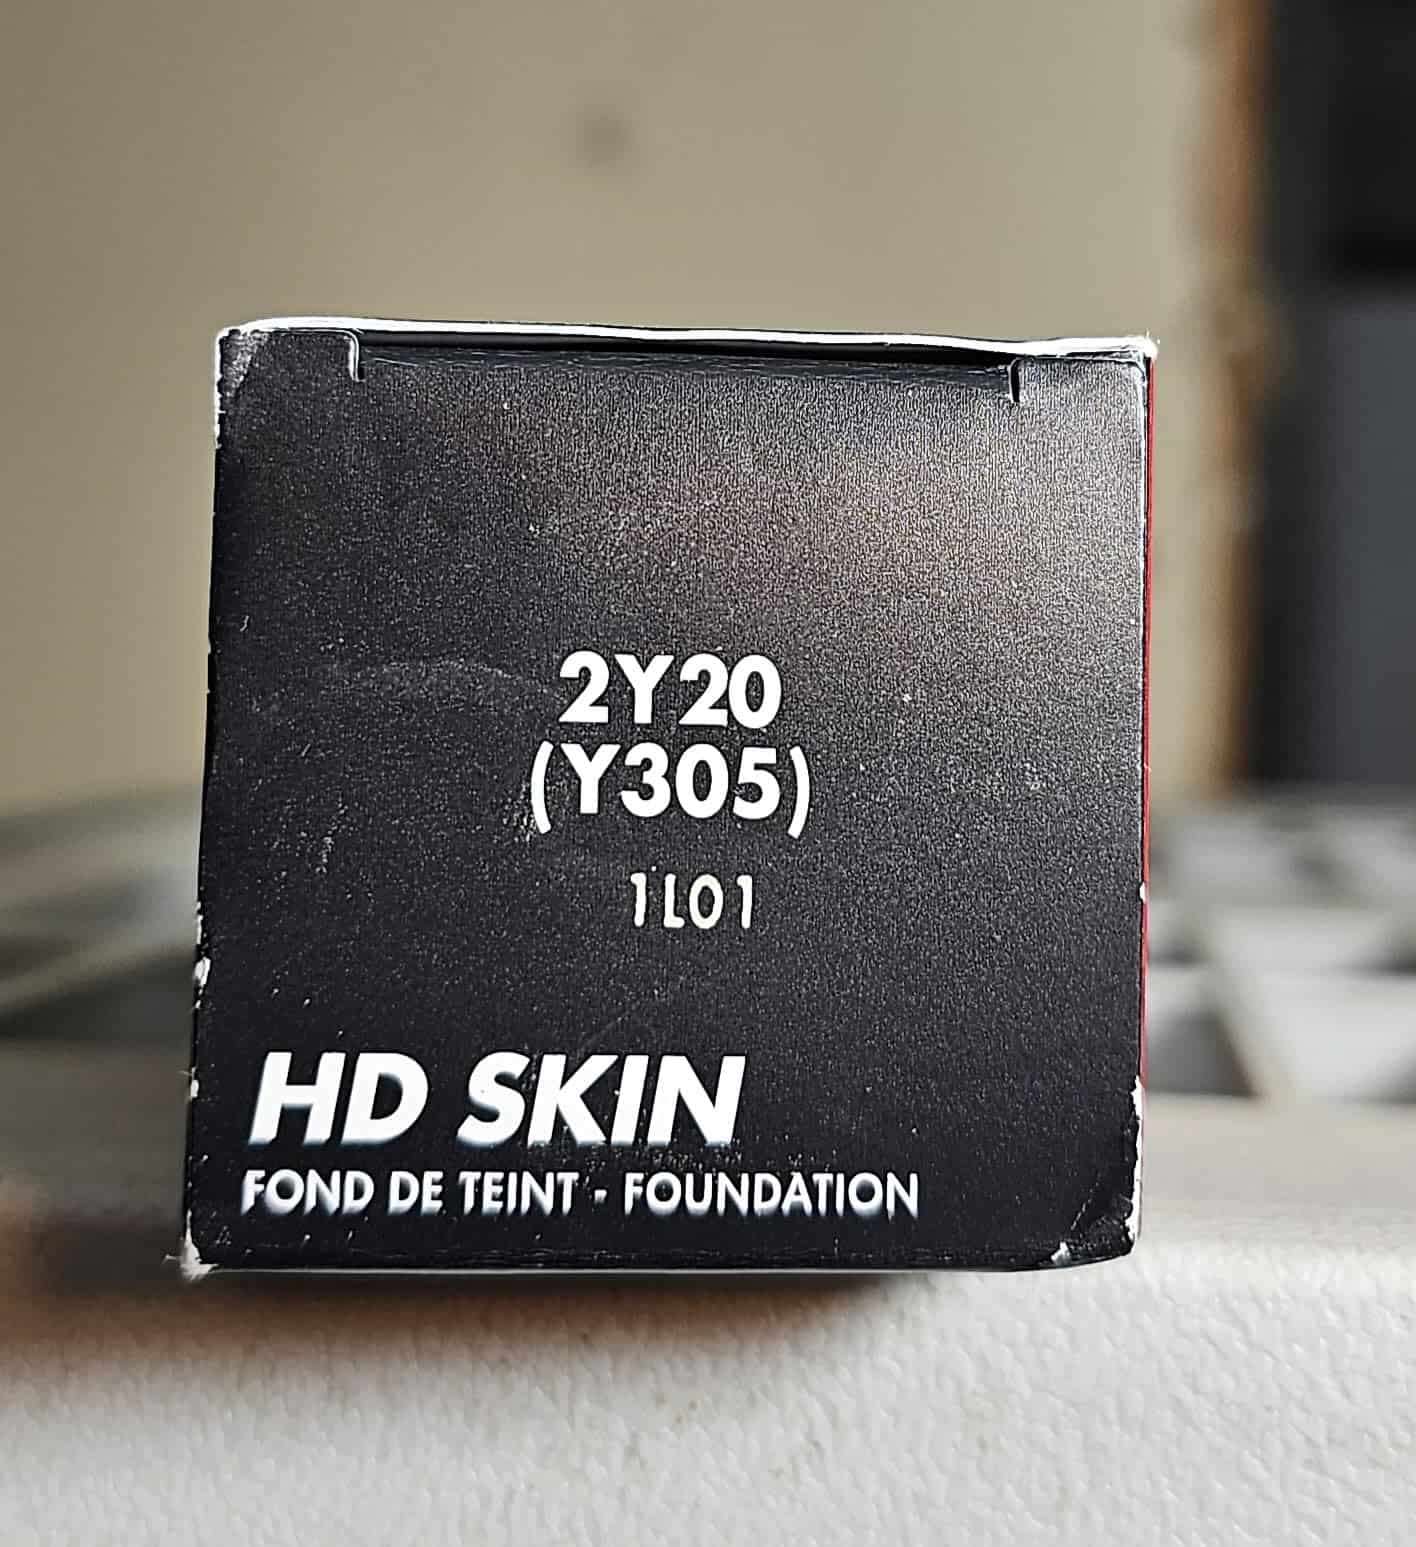 2Y20
(Y305)
1L01
HD SKIN
FOND DE TEINT - FOUNDATION